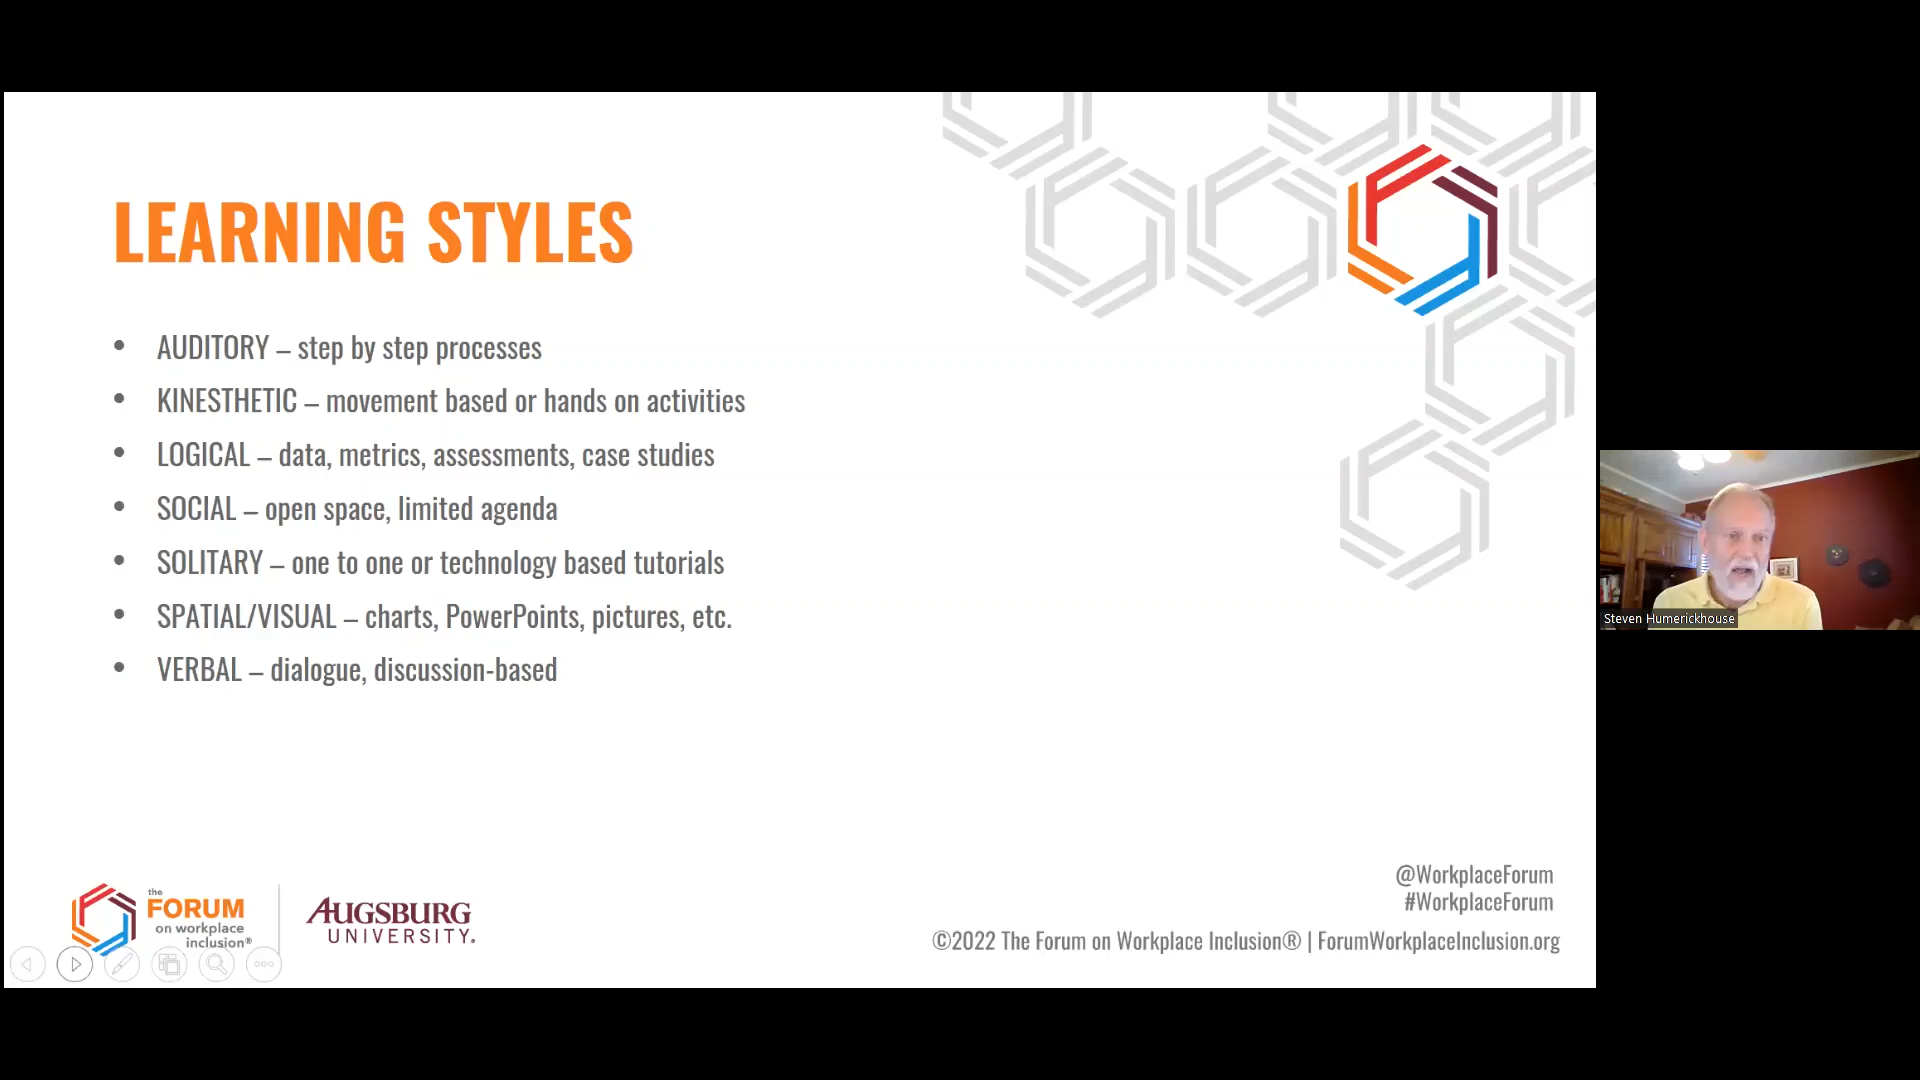 LEARNING STYLES
• AUDITORY – step by step processes
• KINESTHETIC – movement based or hands on activities
• LOGICAL – data, metrics, assessments, case studies
• SOCIAL – open space, limited agenda
• SOLITARY – one to one or technology based tutorials
• SPATIAL/VISUAL – charts, PowerPoints, pictures, etc.
• VERBAL – dialogue, discussion-based
Steven Humerickhouse
the
FORUM
on workplace
inclusion®
AUGSBURG
UNIVERSITY.
@WorkplaceForum
#WorkplaceForum
©2022 The Forum on Workplace Inclusion® | ForumWorkplaceInclusion.org